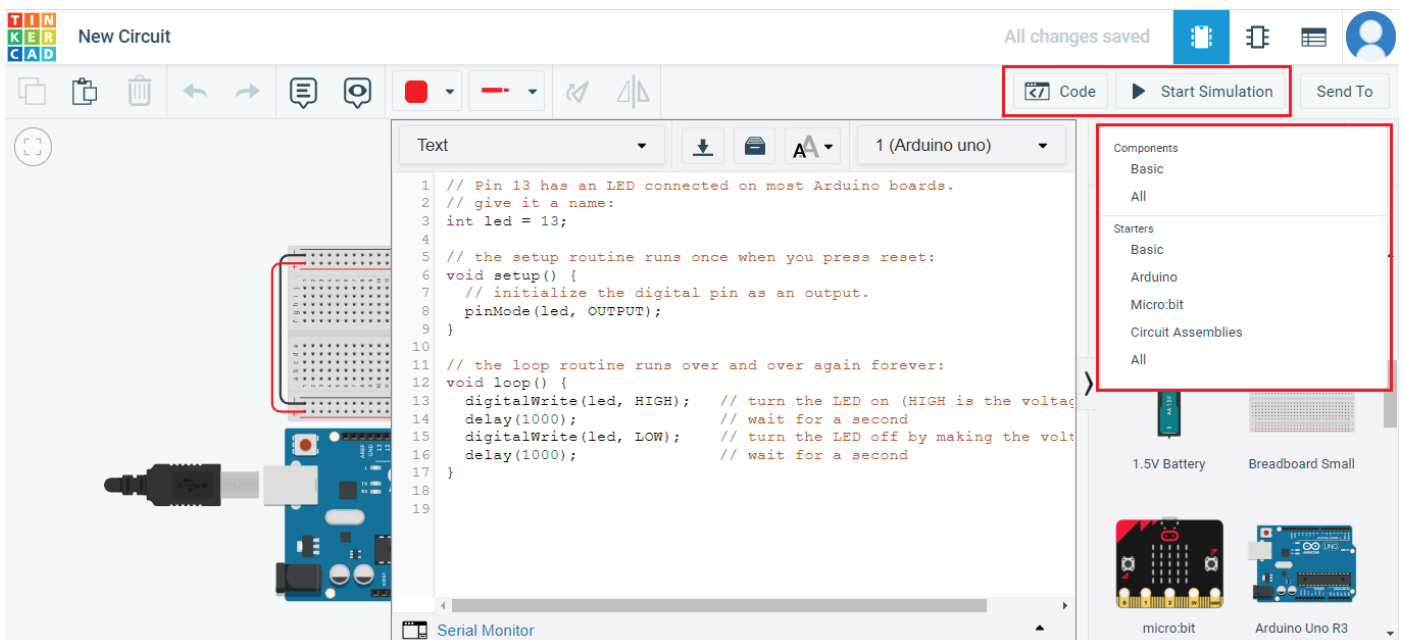 TINKERCAD
New Circuit
All changes saved
Code
Start Simulation
Send To
Text
1 (Arduino uno)
1 // Pin 13 has an LED connected on most Arduino boards.
2 // give it a name:
3 int led = 13;
4
5 // the setup routine runs once when you press reset:
6 void setup() {
7 // initialize the digital pin as an output.
8 pinMode(led, OUTPUT);
9 }
10
11 // the loop routine runs over and over again forever:
12 void loop() {
13 digitalWrite(led, HIGH); // turn the LED on (HIGH is the voltag
14 delay(1000); // wait for a second
15 digitalWrite(led, LOW); // turn the LED off by making the volt
16 delay(1000); // wait for a second
17 }
18
19
Serial Monitor
Components
Basic
All
Starters
Basic
Arduino
Micro:bit
Circuit Assemblies
All
1.5V Battery
Breadboard Small
micro:bit
Arduino Uno R3